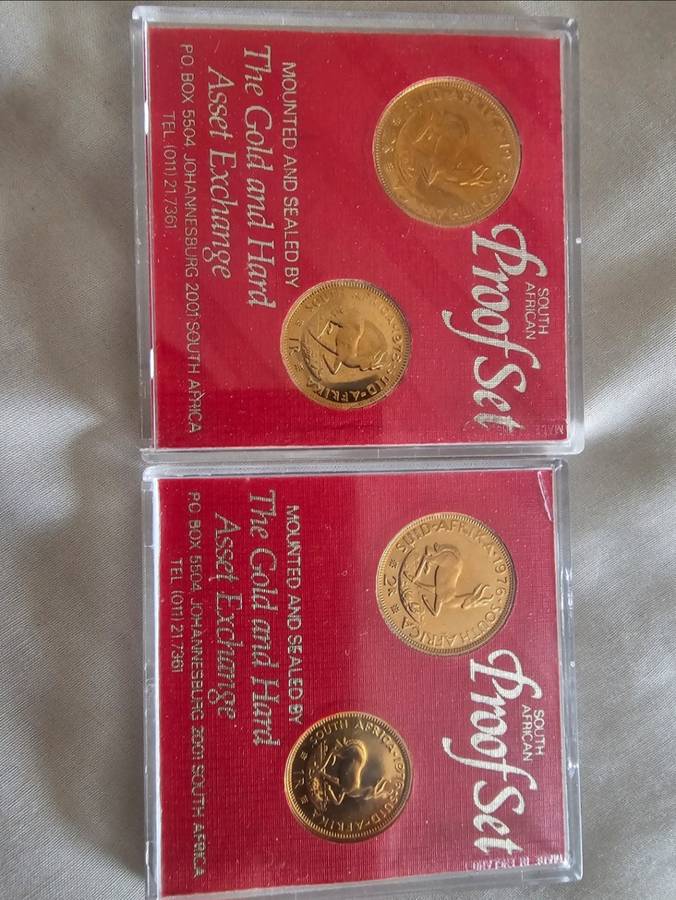 SOUTH
AFRICAN
Proof Set
MOUNTED AND SEALED BY
The Gold and Hard
Asset Exchange
PO BOX 5504, JOHANNESBURG 2001 SOUTH AFRICA
TEL. (011) 21.7361
SOUTH
AFRICAN
Proof Set
SUID-AFRIKA·1976·SOUTH AFRICA
2R
SOUTH AFRICA·1976·SUID-AFRIKA
1R
MOUNTED AND SEALED BY
The Gold and Hard
Asset Exchange
PO BOX 5504, JOHANNESBURG 2001 SOUTH AFRICA
TEL (011) 21.7361
MADE IN ENGLAND